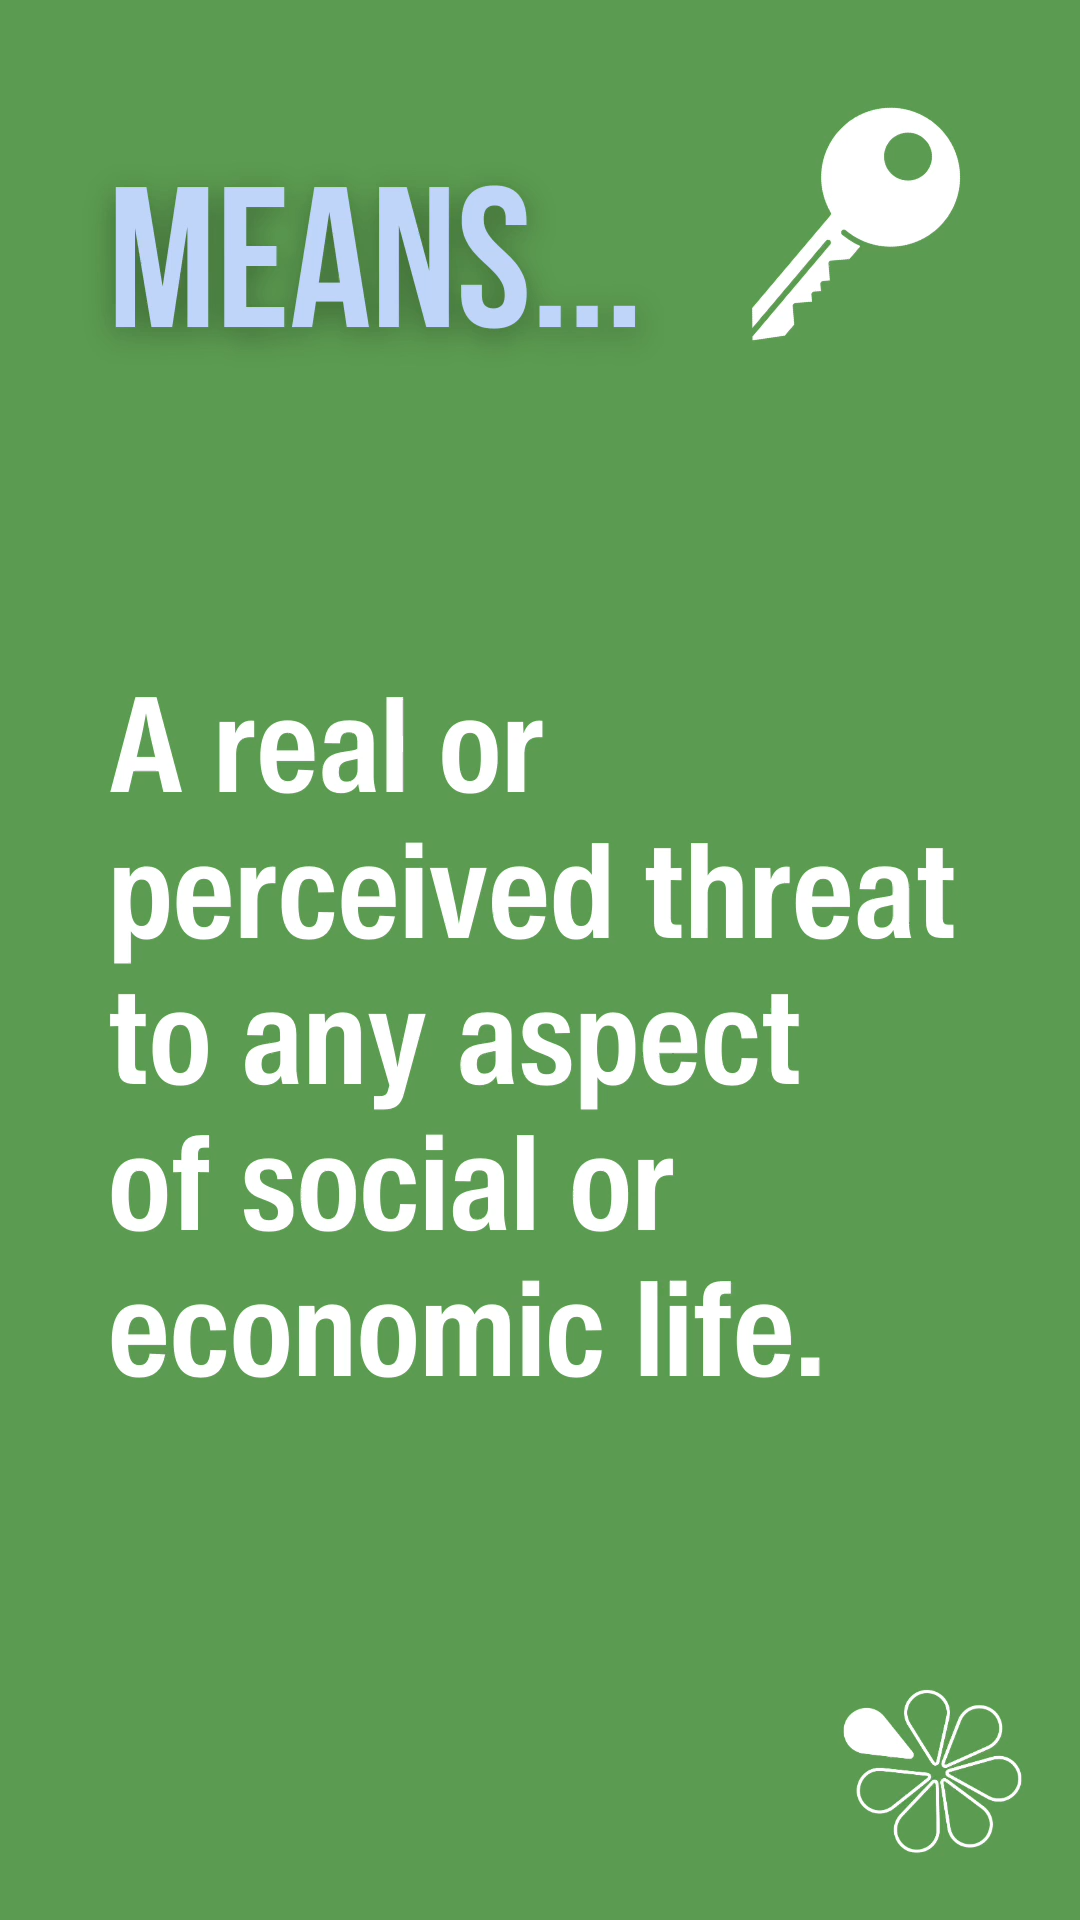 MEANS...
A real or
perceived threat
to any aspect
of social or
economic life.